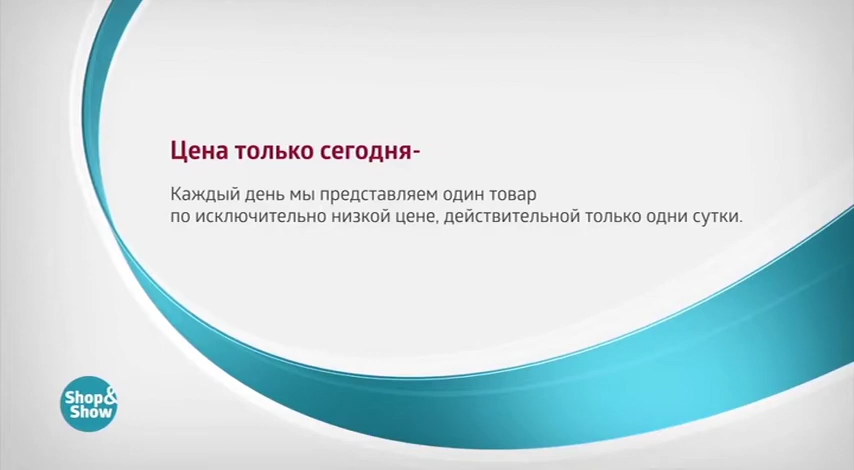 Цена только сегодня-
Каждый день мы представляем один товар
по исключительно низкой цене, действительной только одни сутки.
Shop&
Show